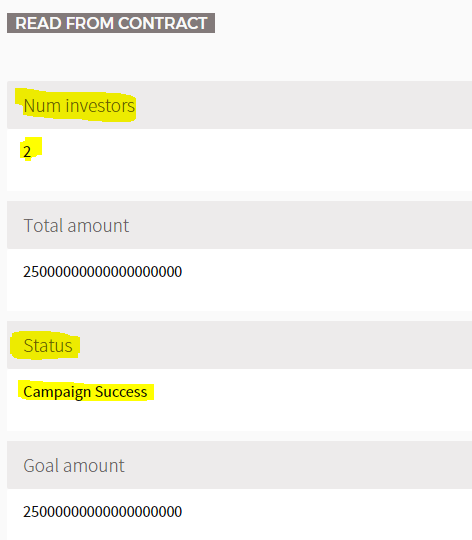 READ FROM CONTRACT
Num investors
2
Total amount
25000000000000000000
Status
Campaign Success
Goal amount
25000000000000000000